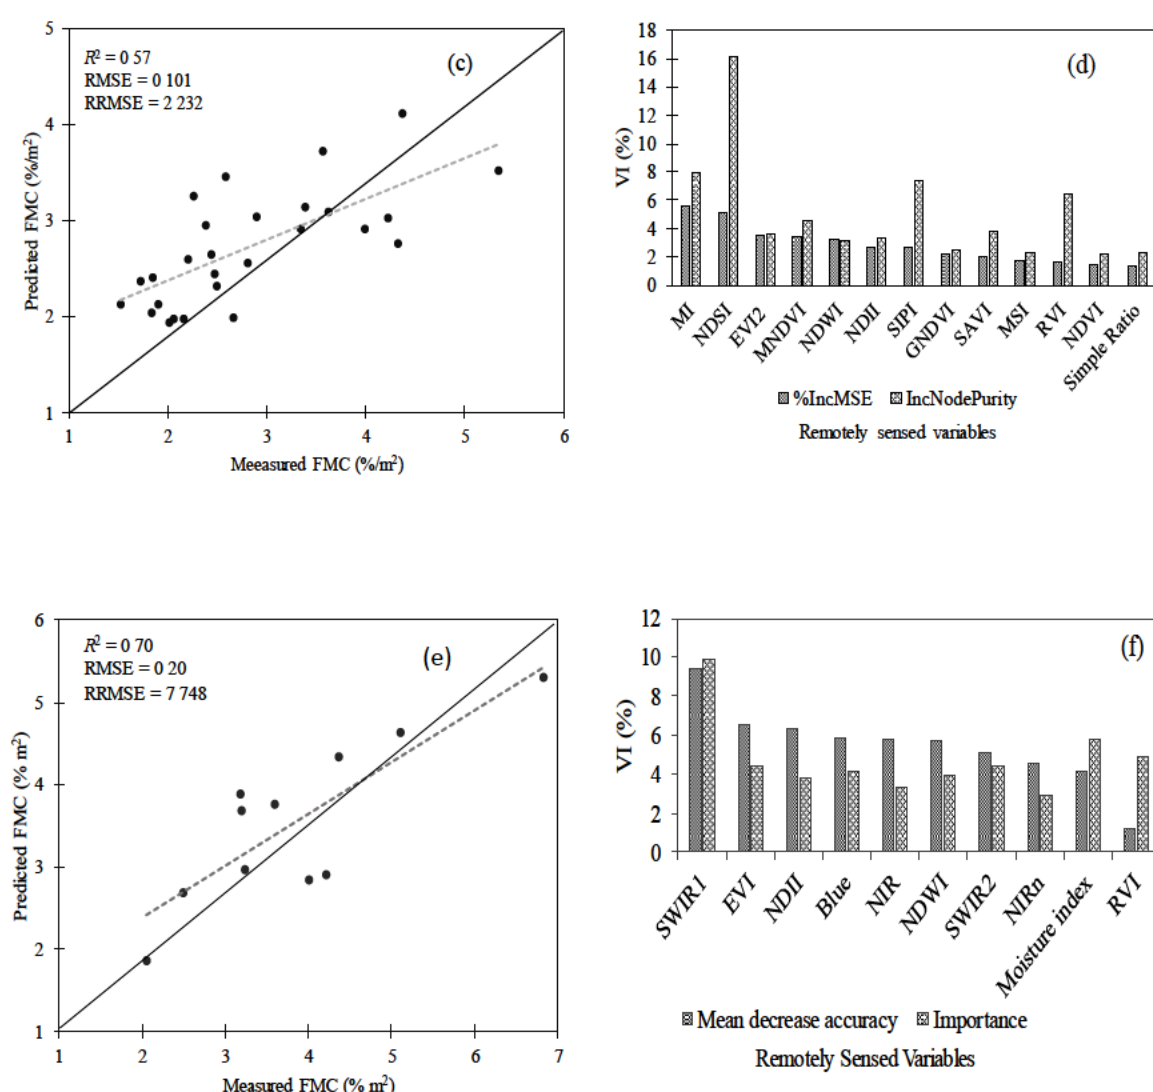 R² = 0 57
RMSE = 0 101
RRMSE = 2 232
(c)
Predicted FMC (%/m²)
5
4
3
2
1
1 2 3 4 5 6
Meeasured FMC (%/m²)
(d)
VI (%)
18
16
14
12
10
8
6
4
2
0
MI NDSI EVI2 MNDVI NDWI NDII SIPI GNDVI SAVI MSI RVI NDVI Simple Ratio
%IncMSE IncNodePurity
Remotely sensed variables
R² = 0 70
RMSE = 0 20
RRMSE = 7 748
(e)
Predicted FMC (% m²)
6
5
4
3
2
1
1 2 3 4 5 6 7
Measured FMC (% m²)
(f)
VI (%)
12
10
8
6
4
2
0
SWIR1 EVI NDII Blue NIR NDWI SWIR2 NIRn Moisture index RVI
Mean decrease accuracy Importance
Remotely Sensed Variables